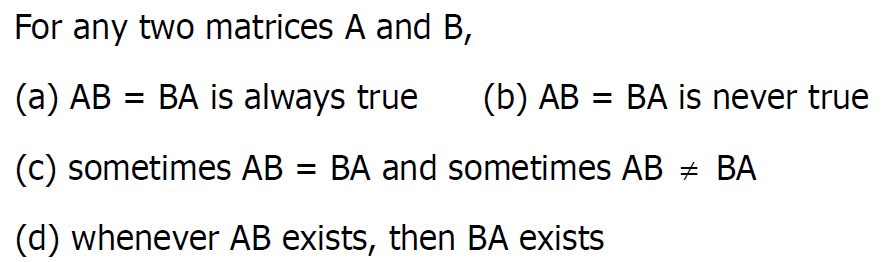 For any two matrices A and B,
(a) AB = BA is always true (b) AB = BA is never true
(c) sometimes AB = BA and sometimes AB ≠ BA
(d) whenever AB exists, then BA exists